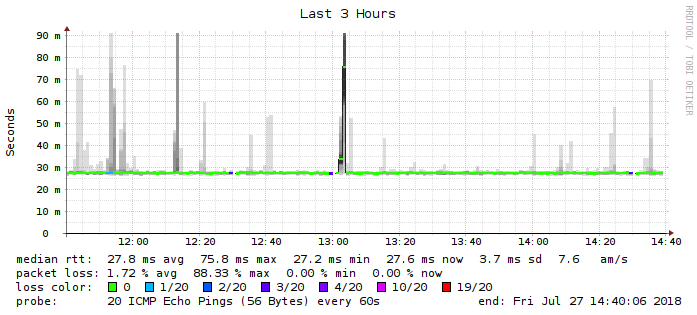 Last 3 Hours
RRDTOOL / TOBI OETIKER
Seconds
90 m
80 m
70 m
60 m
50 m
40 m
30 m
20 m
10 m
0
12:00 12:20 12:40 13:00 13:20 13:40 14:00 14:20 14:40
median rtt: 27.8 ms avg 75.8 ms max 27.2 ms min 27.6 ms now 3.7 ms sd 7.6 am/s
packet loss: 1.72 % avg 88.33 % max 0.00 % min 0.00 % now
loss color: 0 1/20 2/20 3/20 4/20 10/20 19/20
probe: 20 ICMP Echo Pings (56 Bytes) every 60s end: Fri Jul 27 14:40:06 2018